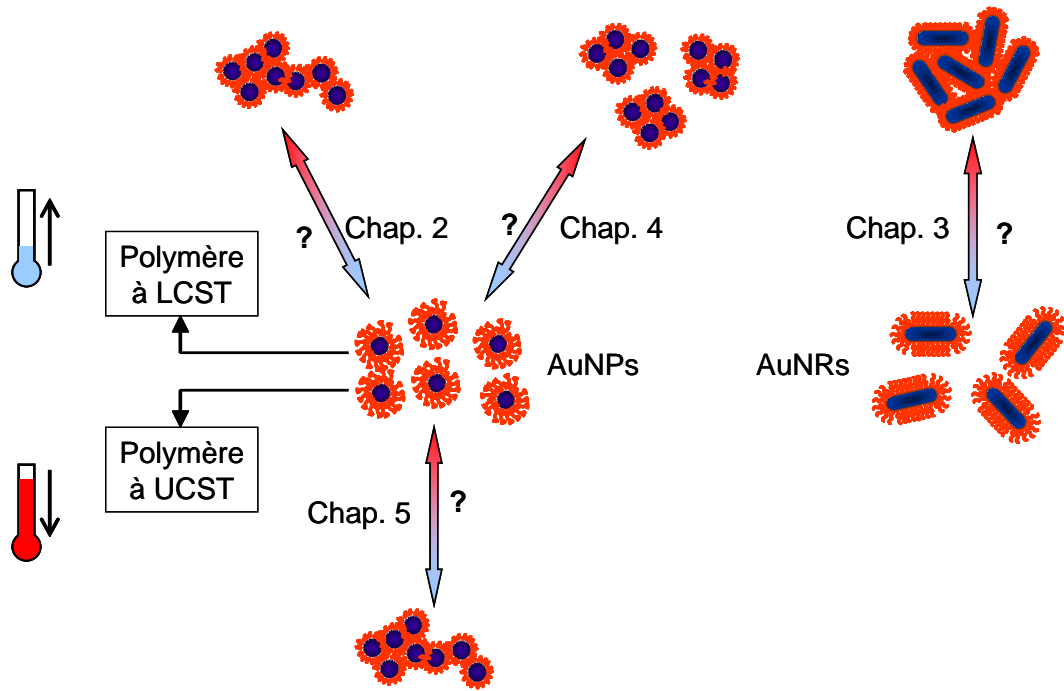 ?
Chap. 2
?
Chap. 4
Chap. 3
?
Polymère
à LCST
AuNPs
AuNRs
Polymère
à UCST
Chap. 5
?